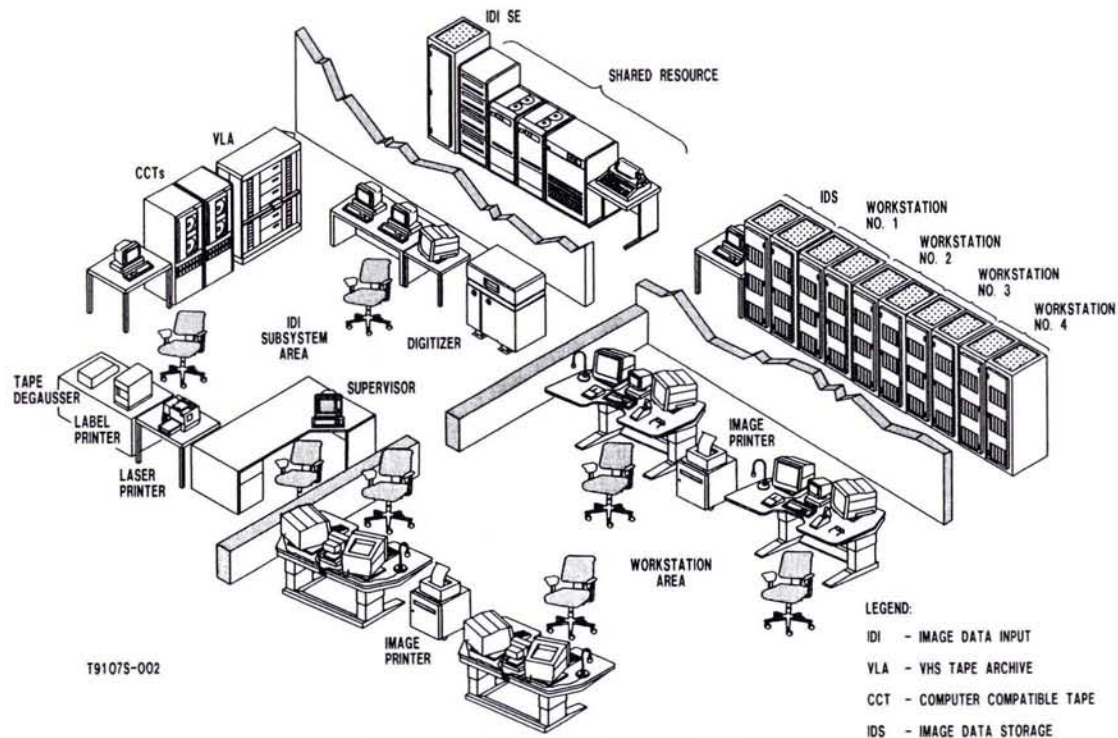 IDI SE
SHARED RESOURCE
VLA
CCTs
IDS
WORKSTATION
NO. 1
WORKSTATION
NO. 2
WORKSTATION
NO. 3
WORKSTATION
NO. 4
IDI
SUBSYSTEM
AREA
DIGITIZER
TAPE
DEGAUSSER
LABEL
PRINTER
LASER
PRINTER
SUPERVISOR
IMAGE
PRINTER
WORKSTATION
AREA
IMAGE
PRINTER
T9107S-002
LEGEND:
IDI - IMAGE DATA INPUT
VLA - VHS TAPE ARCHIVE
CCT - COMPUTER COMPATIBLE TAPE
IDS - IMAGE DATA STORAGE